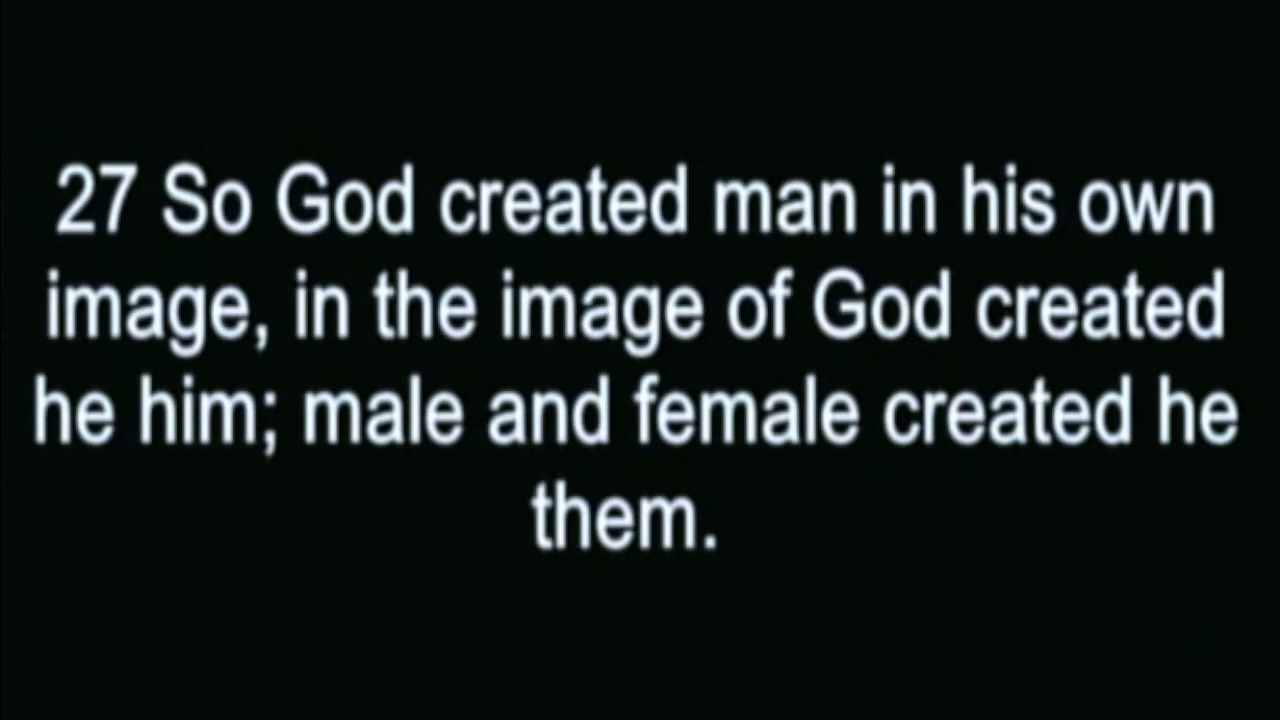 27 So God created man in his own
image, in the image of God created
he him; male and female created he
them.